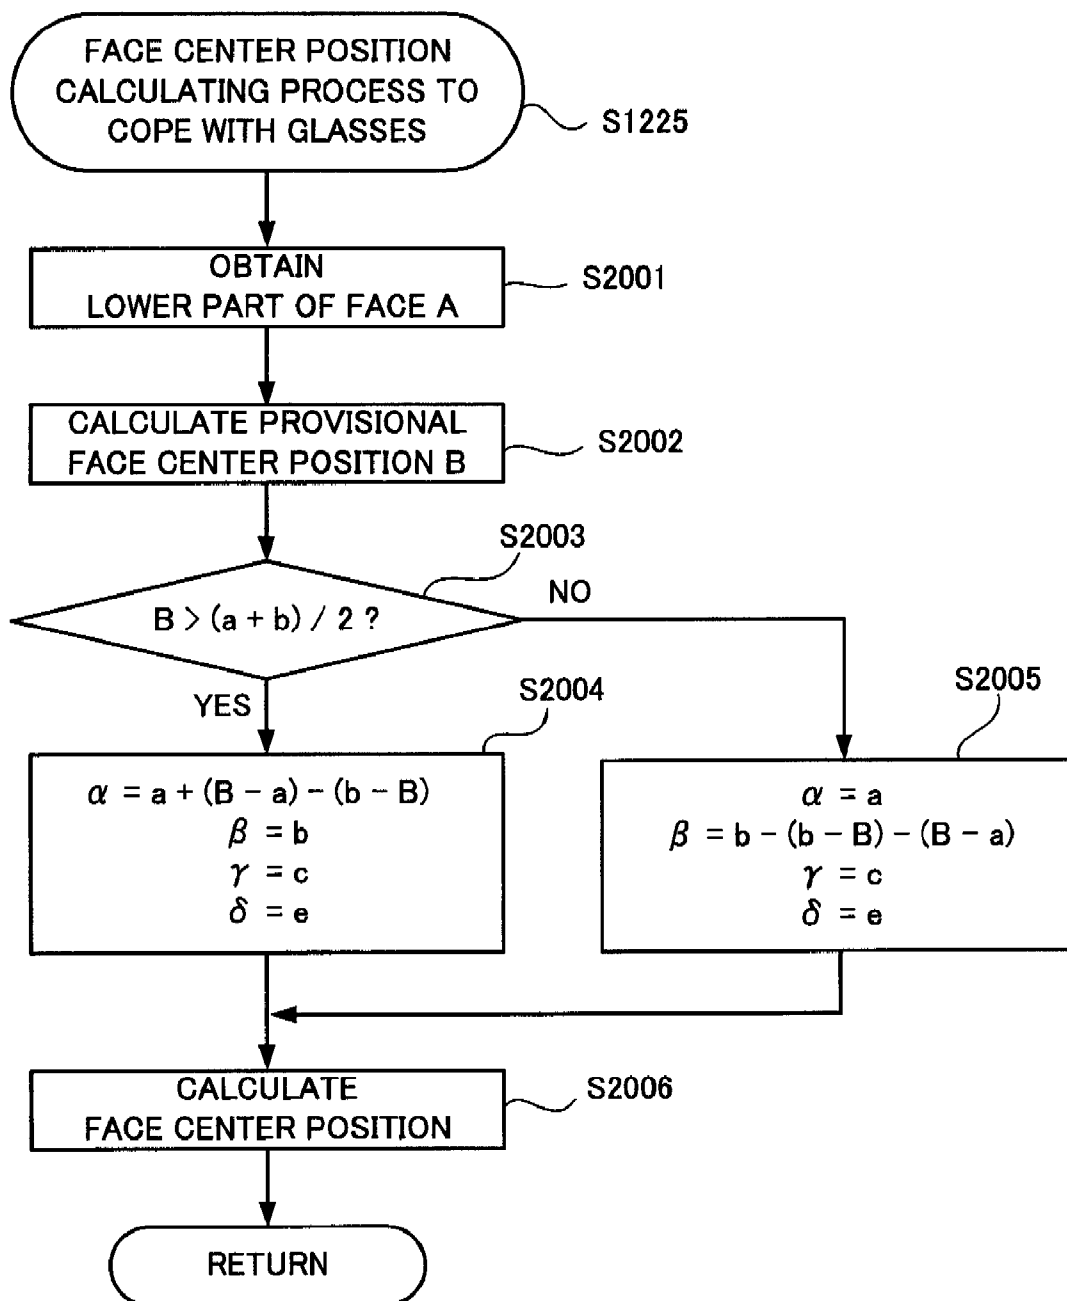 FACE CENTER POSITION
CALCULATING PROCESS TO
COPE WITH GLASSES
S1225
OBTAIN
LOWER PART OF FACE A
S2001
CALCULATE PROVISIONAL
FACE CENTER POSITION B
S2002
S2003
B > (a + b) / 2 ?
NO
YES
S2004
α = a + (B - a) - (b - B)
β = b
γ = c
δ = e
S2005
α = a
β = b - (b - B) - (B - a)
γ = c
δ = e
CALCULATE
FACE CENTER POSITION
S2006
RETURN